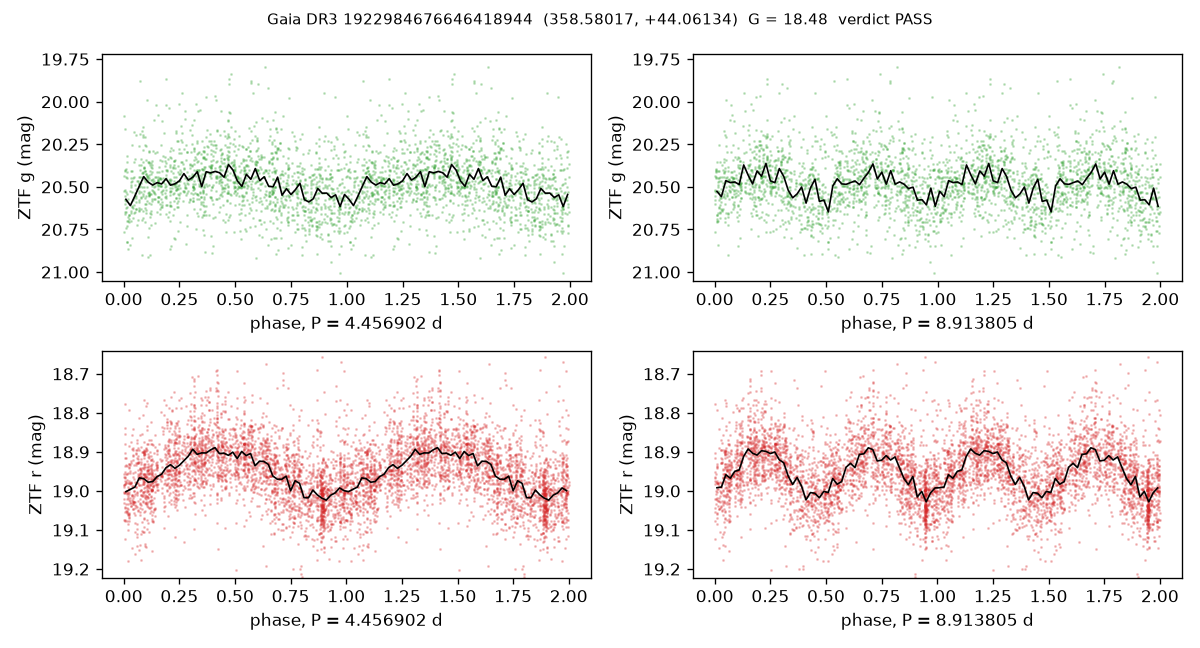 Gaia DR3 1922984676646418944 (358.58017, +44.06134) G = 18.48 verdict PASS
ZTF g (mag)
19.75
20.00
20.25
20.50
20.75
21.00
0.00 0.25 0.50 0.75 1.00 1.25 1.50 1.75 2.00
phase, P = 4.456902 d
ZTF g (mag)
19.75
20.00
20.25
20.50
20.75
21.00
0.00 0.25 0.50 0.75 1.00 1.25 1.50 1.75 2.00
phase, P = 8.913805 d
ZTF r (mag)
18.7
18.8
18.9
19.0
19.1
19.2
0.00 0.25 0.50 0.75 1.00 1.25 1.50 1.75 2.00
phase, P = 4.456902 d
ZTF r (mag)
18.7
18.8
18.9
19.0
19.1
19.2
0.00 0.25 0.50 0.75 1.00 1.25 1.50 1.75 2.00
phase, P = 8.913805 d